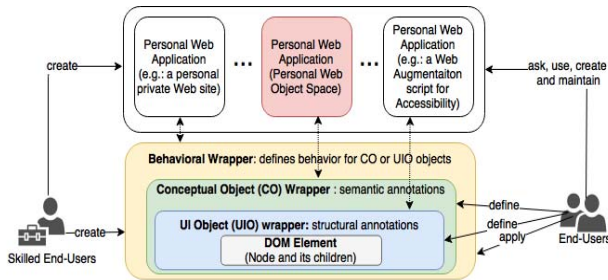 Personal Web
Application
(e.g.: a personal
private Web site)
...
Personal Web
Application
(Personal Web
Object Space)
...
Personal Web
Application
(e.g.: a Web
Augmentaiton
script for
Accessibility)
create
ask, use, create
and maintain
Behavioral Wrapper: defines behavior for CO or UIO objects
Conceptual Object (CO) Wrapper : semantic annotations
UI Object (UIO) wrapper: structural annotations
DOM Element
(Node and its children)
create
define
define
apply
Skilled End-Users
End-Users